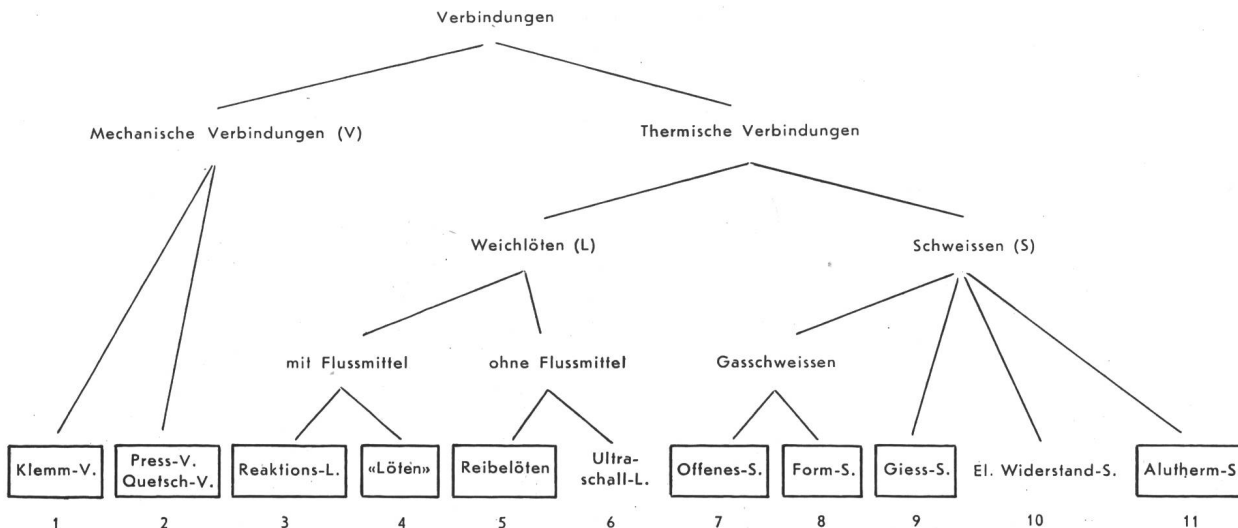 Verbindungen
Mechanische Verbindungen (V)
Thermische Verbindungen
Weichlöten (L)
Schweissen (S)
mit Flussmittel
ohne Flussmittel
Gasschweissen
Klemm-V.
Press-V.
Quetsch-V.
Reaktions-L.
«Löten»
Reibelöten
Ultra-
schall-L.
Offenes-S.
Form-S.
Giess-S.
El. Widerstand-S.
Alutherm-S
1 2 3 4 5 6 7 8 9 10 11